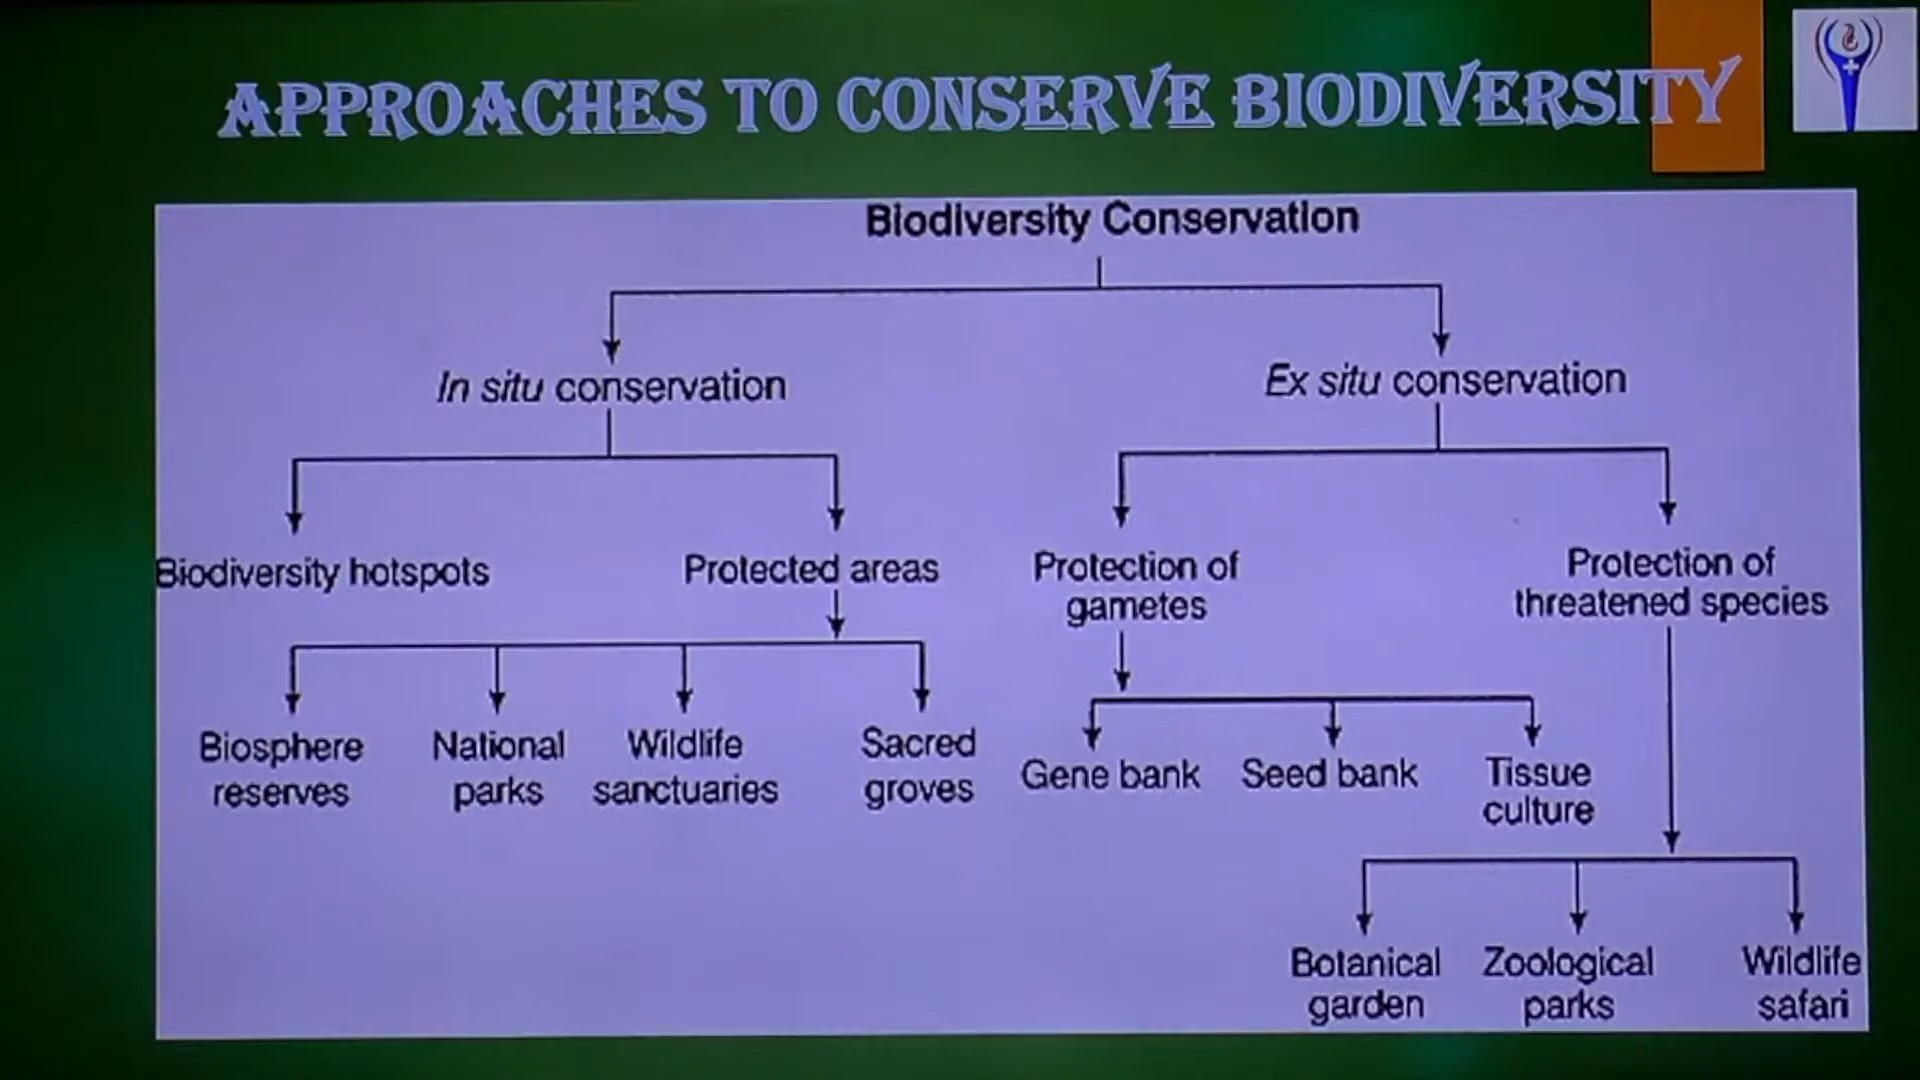 APPROACHES TO CONSERVE BIODIVERSITY
Biodiversity Conservation
In situ conservation
Ex situ conservation
Biodiversity hotspots
Protected areas
Protection of
gametes
Protection of
threatened species
Biosphere
reserves
National
parks
Wildlife
sanctuaries
Sacred
groves
Gene bank
Seed bank
Tissue
culture
Botanical
garden
Zoological
parks
Wildlife
safari